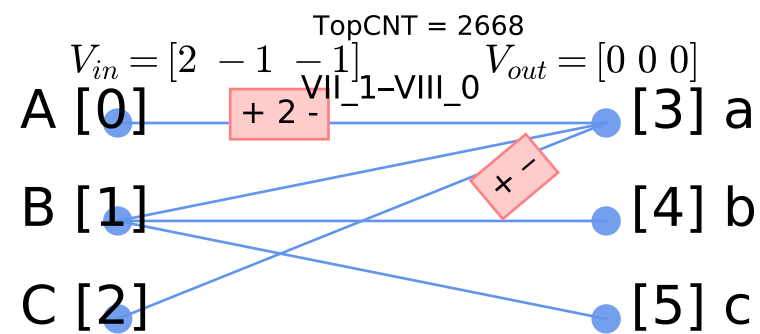 TopCNT = 2668
V_in = [2 −1 −1] V_out = [0 0 0]
VII_1–VIII_0
A [0] + 2 - [3] a
+ −
B [1] [4] b
C [2] [5] c